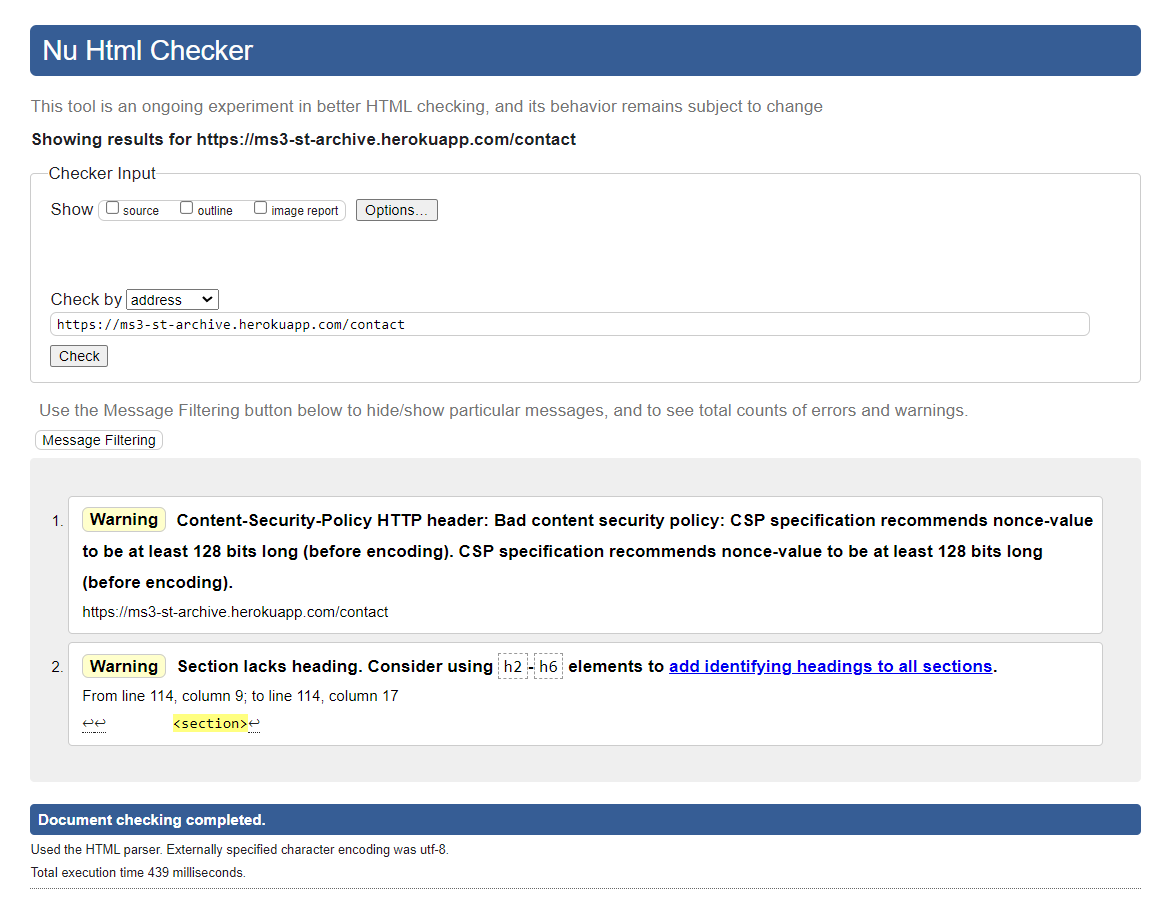 Nu Html Checker
This tool is an ongoing experiment in better HTML checking, and its behavior remains subject to change
Showing results for https://ms3-st-archive.herokuapp.com/contact
Checker Input
Show source outline image report Options...
Check by address
https://ms3-st-archive.herokuapp.com/contact
Check
Use the Message Filtering button below to hide/show particular messages, and to see total counts of errors and warnings.
Message Filtering
1. Warning Content-Security-Policy HTTP header: Bad content security policy: CSP specification recommends nonce-value
to be at least 128 bits long (before encoding). CSP specification recommends nonce-value to be at least 128 bits long
(before encoding).
https://ms3-st-archive.herokuapp.com/contact
2. Warning Section lacks heading. Consider using h2-h6 elements to add identifying headings to all sections.
From line 114, column 9; to line 114, column 17
↩↩ <section>↩
Document checking completed.
Used the HTML parser. Externally specified character encoding was utf-8.
Total execution time 439 milliseconds.